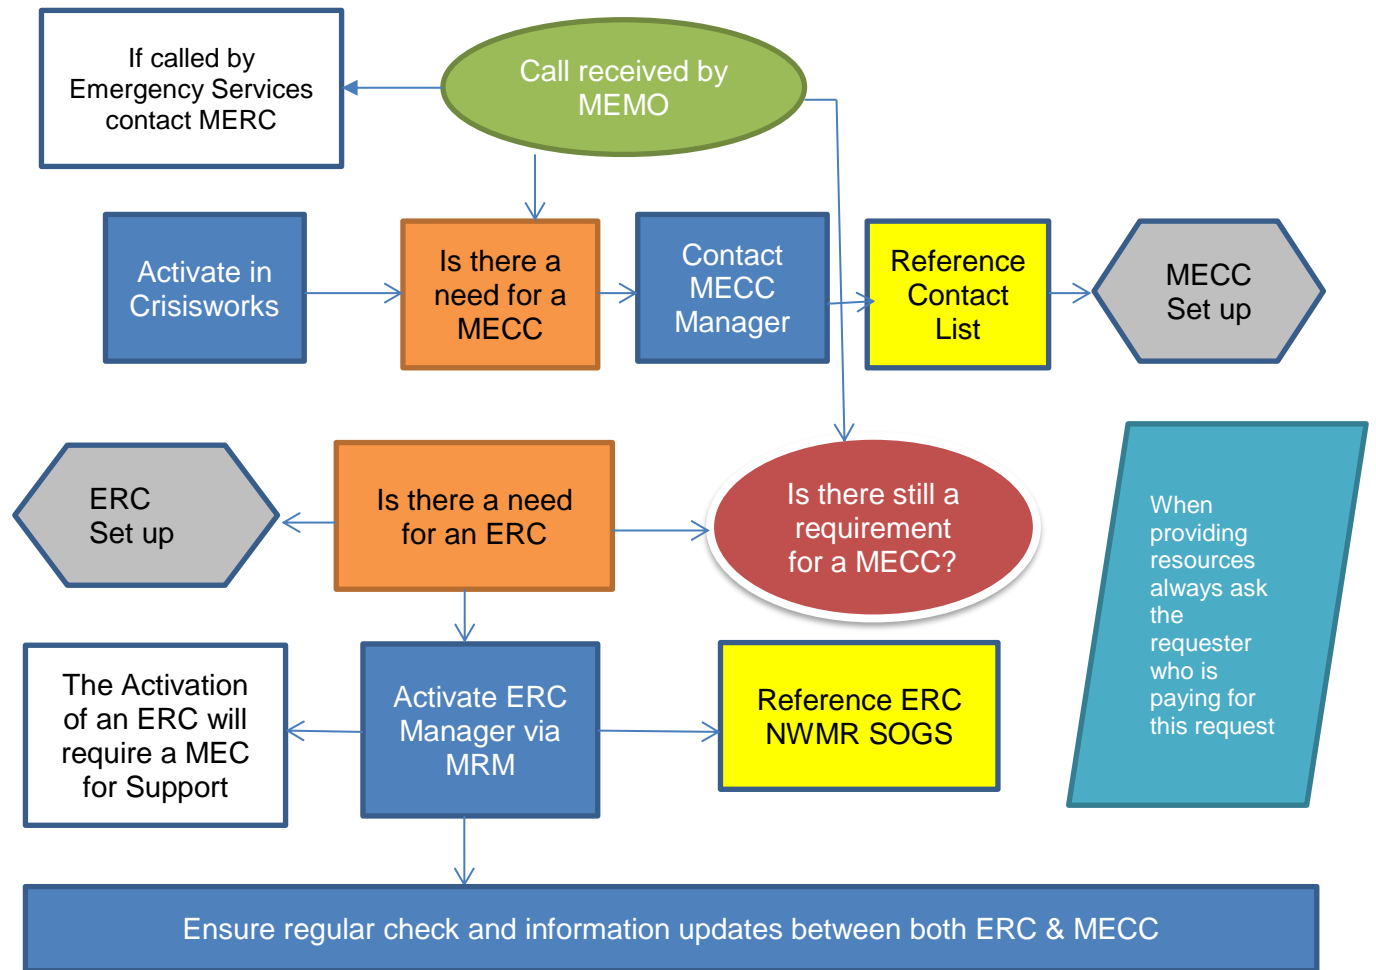 If called by
Emergency Services
contact MERC
Call received by
MEMO
Activate in
Crisisworks
Is there a
need for a
MECC
Contact
MECC
Manager
Reference
Contact
List
MECC
Set up
ERC
Set up
Is there a need
for an ERC
Is there still a
requirement
for a MECC?
When
providing
resources
always ask
the
requester
who is
paying for
this request
The Activation
of an ERC will
require a MEC
for Support
Activate ERC
Manager via
MRM
Reference ERC
NWMR SOGS
Ensure regular check and information updates between both ERC & MECC